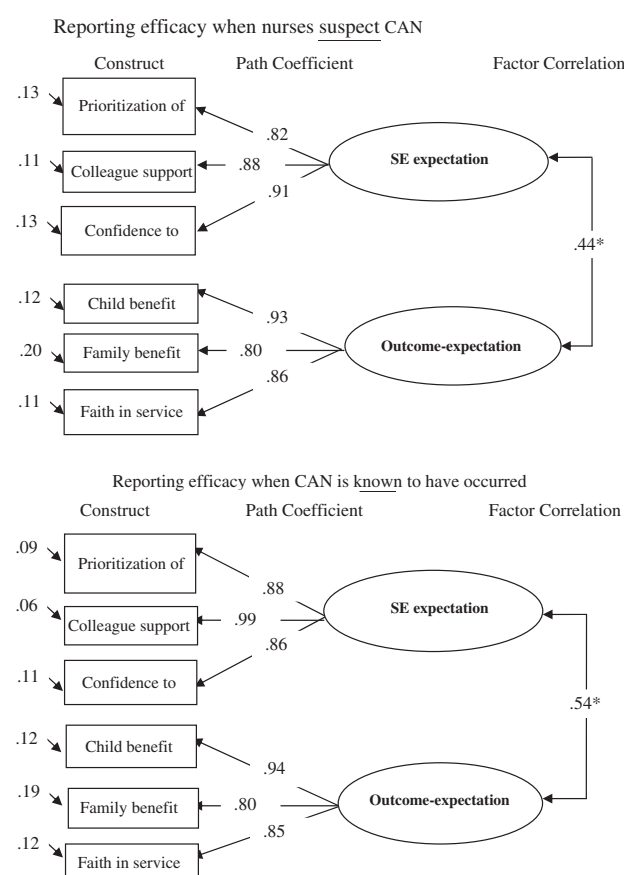 Reporting efficacy when nurses suspect CAN
Construct Path Coefficient Factor Correlation
.13 Prioritization of
.82
.11 Colleague support .88 SE expectation
.91
.13 Confidence to
.44*
.12 Child benefit
.93
.20 Family benefit .80 Outcome-expectation
.86
.11 Faith in service
Reporting efficacy when CAN is known to have occurred
Construct Path Coefficient Factor Correlation
.09 Prioritization of
.88
.06 Colleague support .99 SE expectation
.86
.11 Confidence to
.54*
.12 Child benefit
.94
.19 Family benefit .80 Outcome-expectation
.85
.12 Faith in service